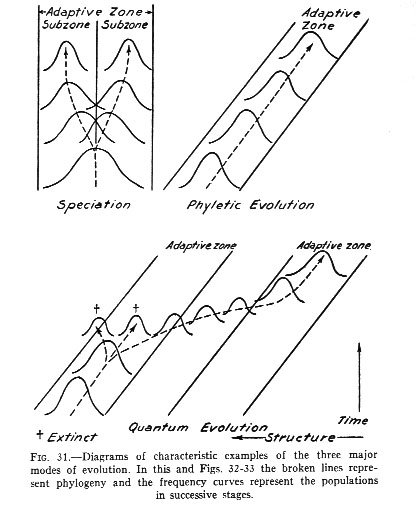 Adaptive Zone
Subzone Subzone
Adaptive
Zone
Speciation
Phyletic Evolution
Adaptive zone
Adaptive zone
† †
Time
Quantum Evolution
† Extinct
Structure
FIG. 31.—Diagrams of characteristic examples of the three major
modes of evolution. In this and Figs. 32-33 the broken lines repre-
sent phylogeny and the frequency curves represent the populations
in successive stages.